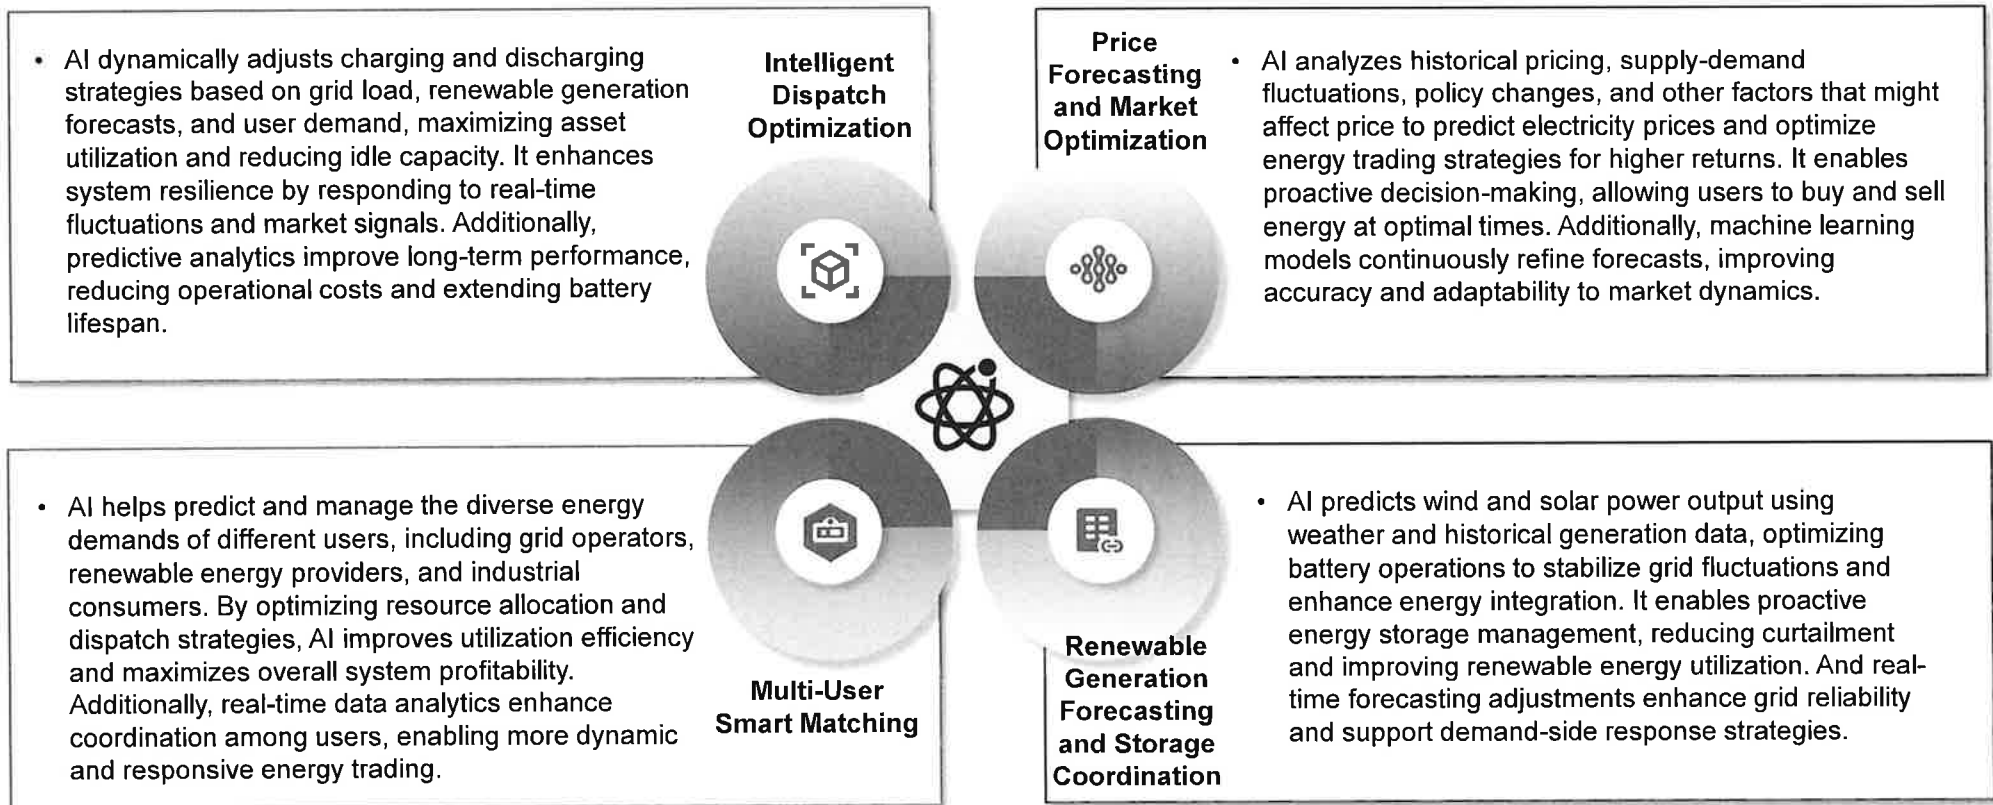 • AI dynamically adjusts charging and discharging
strategies based on grid load, renewable generation
forecasts, and user demand, maximizing asset
utilization and reducing idle capacity. It enhances
system resilience by responding to real-time
fluctuations and market signals. Additionally,
predictive analytics improve long-term performance,
reducing operational costs and extending battery
lifespan.
Intelligent
Dispatch
Optimization
Price
Forecasting
and Market
Optimization
• AI analyzes historical pricing, supply-demand
fluctuations, policy changes, and other factors that might
affect price to predict electricity prices and optimize
energy trading strategies for higher returns. It enables
proactive decision-making, allowing users to buy and sell
energy at optimal times. Additionally, machine learning
models continuously refine forecasts, improving
accuracy and adaptability to market dynamics.
• AI helps predict and manage the diverse energy
demands of different users, including grid operators,
renewable energy providers, and industrial
consumers. By optimizing resource allocation and
dispatch strategies, AI improves utilization efficiency
and maximizes overall system profitability.
Additionally, real-time data analytics enhance
coordination among users, enabling more dynamic
and responsive energy trading.
Multi-User
Smart Matching
Renewable
Generation
Forecasting
and Storage
Coordination
• AI predicts wind and solar power output using
weather and historical generation data, optimizing
battery operations to stabilize grid fluctuations and
enhance energy integration. It enables proactive
energy storage management, reducing curtailment
and improving renewable energy utilization. And real-
time forecasting adjustments enhance grid reliability
and support demand-side response strategies.